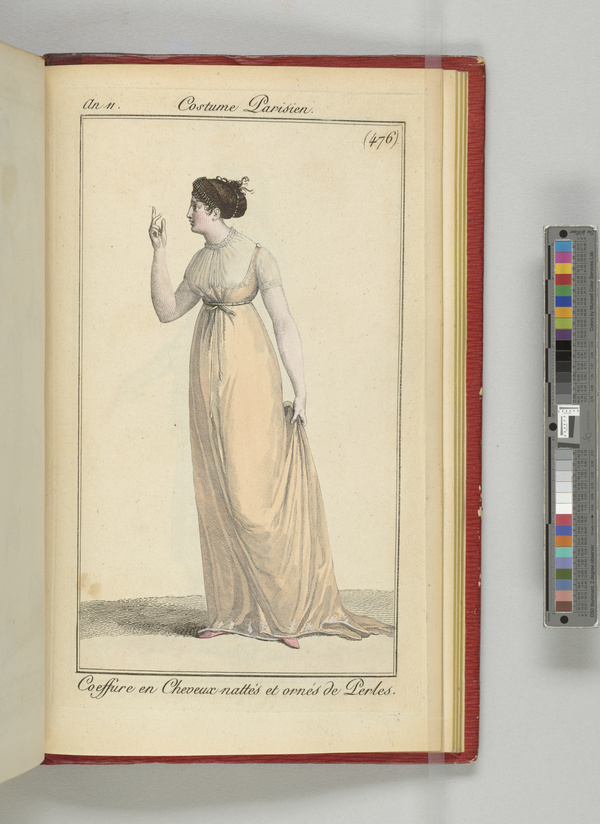 An 11.
Costume Parisien.
(476)
Coeffure en Cheveux nattés et ornés de Perles.